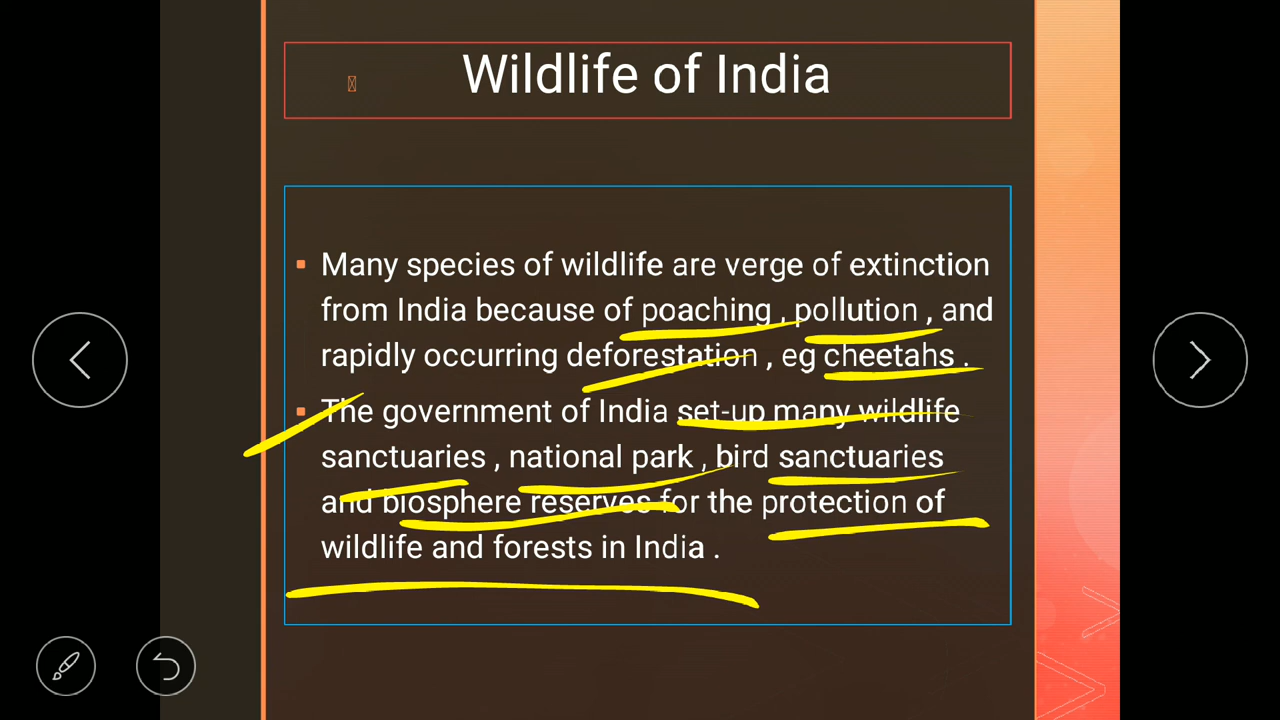 Wildlife of India
Many species of wildlife are verge of extinction
from India because of poaching , pollution , and
rapidly occurring deforestation , eg cheetahs .
The government of India set-up many wildlife
sanctuaries , national park , bird sanctuaries
and biosphere reserves for the protection of
wildlife and forests in India .